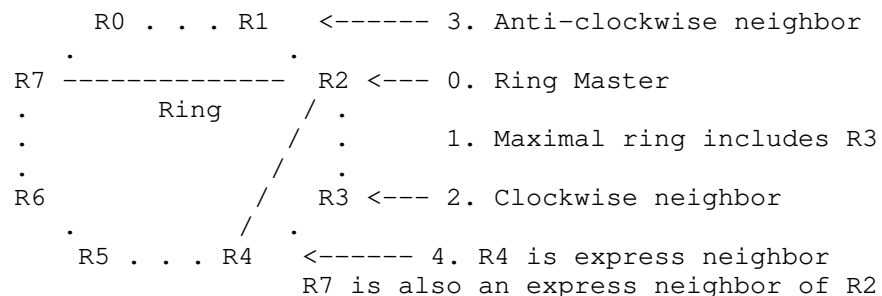 R0 . . . R1 <------ 3. Anti-clockwise neighbor
. .
R7 -------------- R2 <--- 0. Ring Master
. Ring / .
. / . 1. Maximal ring includes R3
. / .
R6 / R3 <--- 2. Clockwise neighbor
. / .
R5 . . . R4 <------ 4. R4 is express neighbor
R7 is also an express neighbor of R2